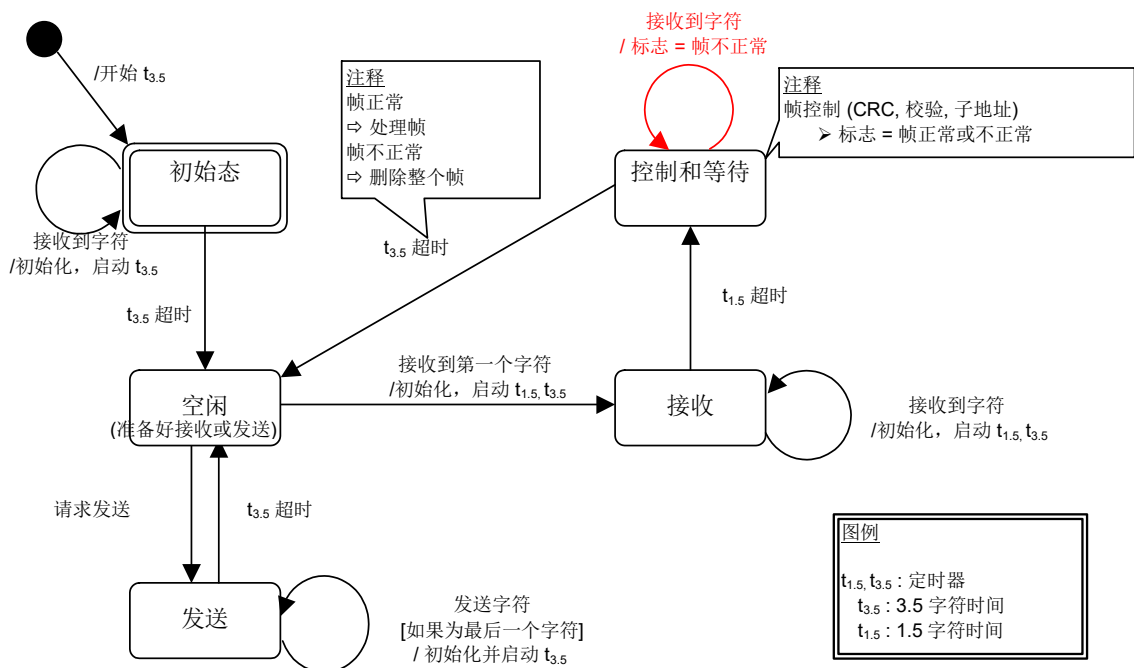 /开始 t3.5
初始态
接收到字符
/初始化，启动 t3.5
t3.5 超时
注释
帧正常
⇨ 处理帧
帧不正常
⇨ 删除整个帧
接收到字符
/ 标志 = 帧不正常
注释
帧控制 (CRC, 校验, 子地址)
➢ 标志 = 帧正常或不正常
控制和等待
t3.5 超时
t1.5 超时
空闲
(准备好接收或发送)
接收到第一个字符
/初始化，启动 t1.5, t3.5
接收
接收到字符
/初始化，启动 t1.5, t3.5
请求发送
t3.5 超时
发送
发送字符
[如果为最后一个字符]
/ 初始化并启动 t3.5
图例
t1.5, t3.5 : 定时器
t3.5 : 3.5 字符时间
t1.5 : 1.5 字符时间